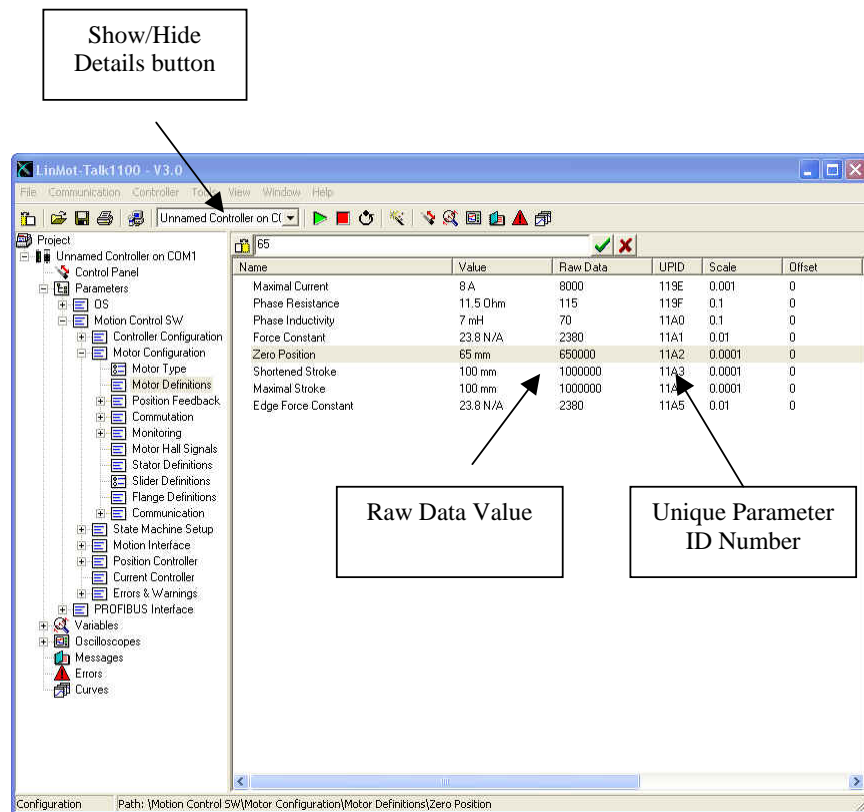 Show/Hide
Details button
LinMot-Talk1100 - V3.0
File Communication Controller Tools View Window Help
Unnamed Controller on C(
Project
Unnamed Controller on COM1
Control Panel
Parameters
OS
Motion Control SW
Controller Configuration
Motor Configuration
Motor Type
Motor Definitions
Position Feedback
Commutation
Monitoring
Motor Hall Signals
Stator Definitions
Slider Definitions
Flange Definitions
Communication
State Machine Setup
Motion Interface
Position Controller
Current Controller
Errors & Warnings
PROFIBUS Interface
Variables
Oscilloscopes
Messages
Errors
Curves
65
Name Value Raw Data UPID Scale Offset
Maximal Current 8 A 8000 119E 0.001 0
Phase Resistance 11.5 Ohm 115 119F 0.1 0
Phase Inductivity 7 mH 70 11A0 0.1 0
Force Constant 23.8 N/A 2380 11A1 0.01 0
Zero Position 65 mm 650000 11A2 0.0001 0
Shortened Stroke 100 mm 1000000 11A3 0.0001 0
Maximal Stroke 100 mm 1000000 0.0001 0
Edge Force Constant 23.8 N/A 2380 11A5 0.01 0
Raw Data Value
Unique Parameter
ID Number
Configuration Path: \Motion Control SW\Motor Configuration\Motor Definitions\Zero Position